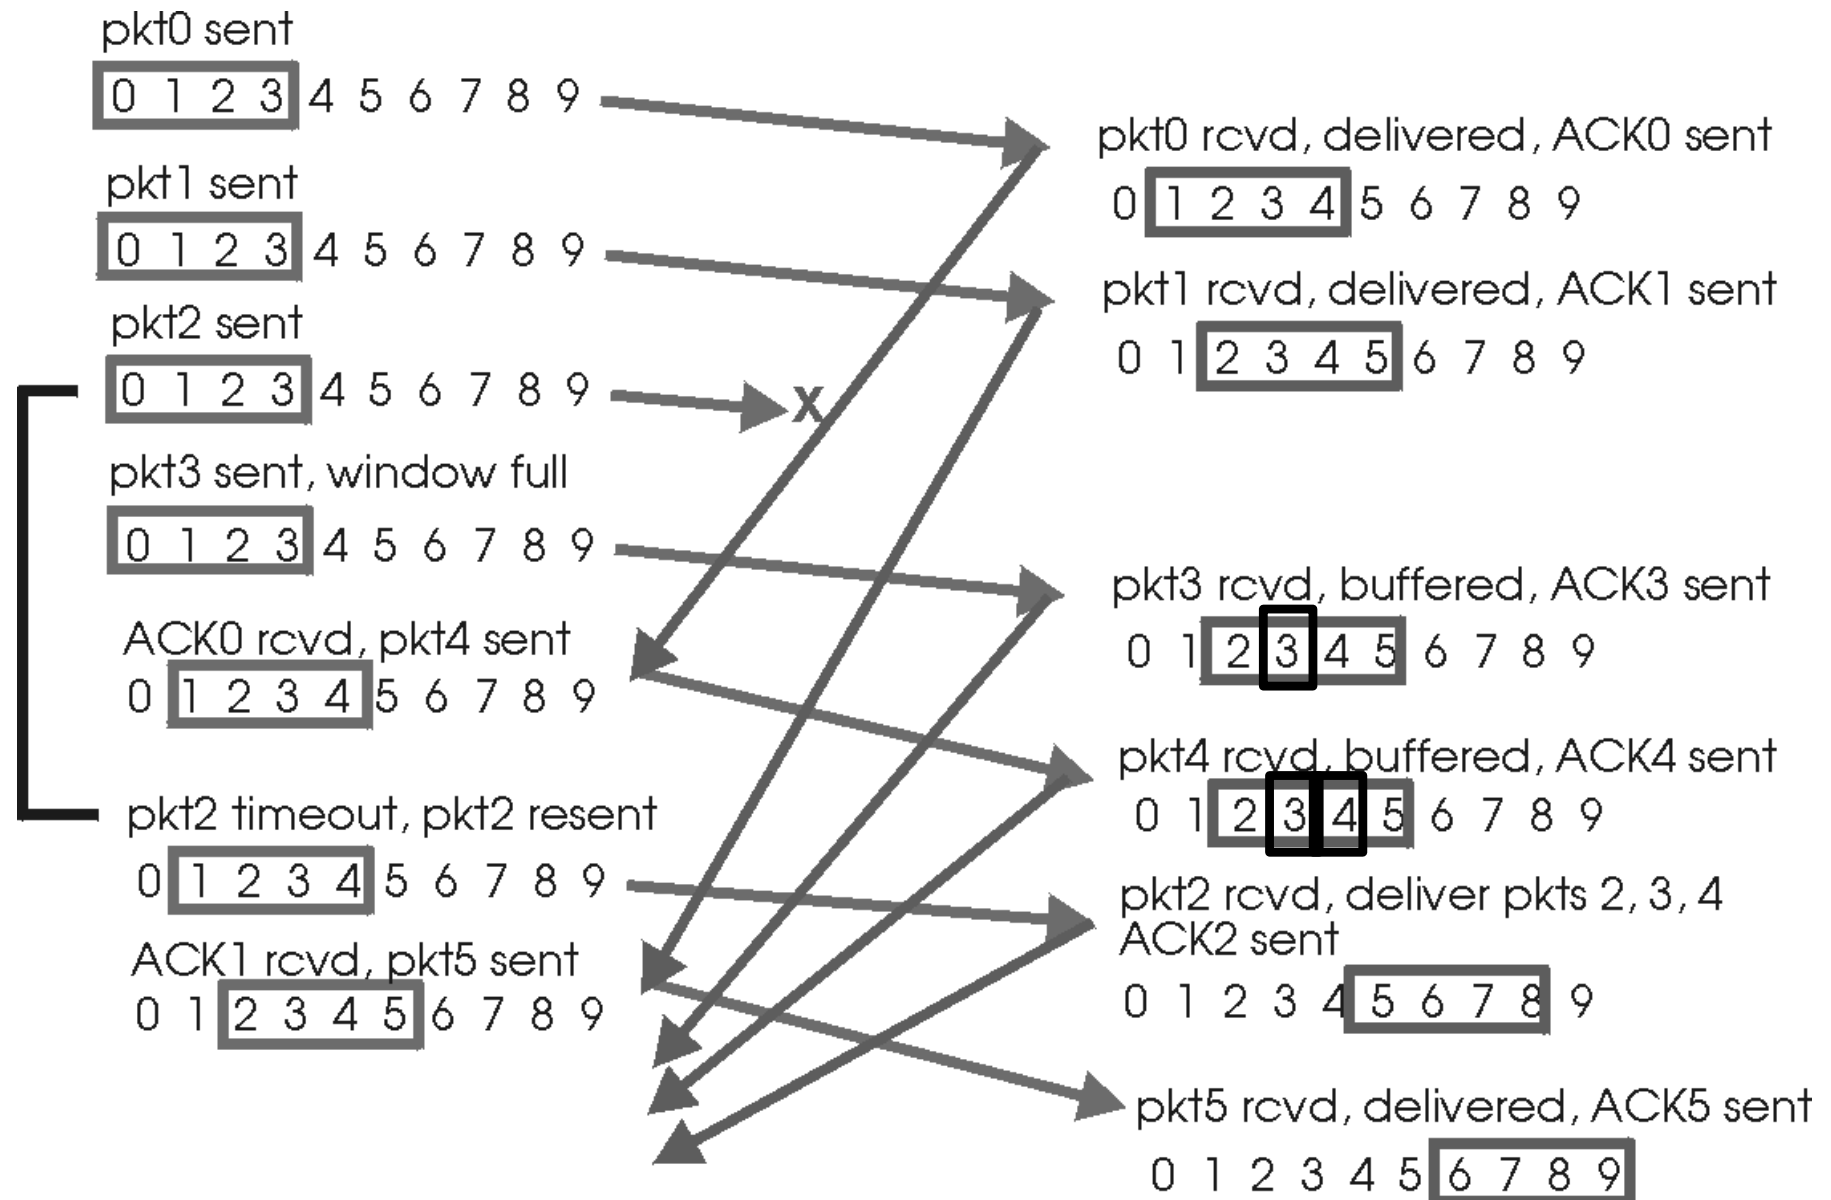 pkt0 sent
0 1 2 3 4 5 6 7 8 9
pkt1 sent
0 1 2 3 4 5 6 7 8 9
pkt2 sent
0 1 2 3 4 5 6 7 8 9
X
pkt3 sent, window full
0 1 2 3 4 5 6 7 8 9
ACK0 rcvd, pkt4 sent
0 1 2 3 4 5 6 7 8 9
pkt2 timeout, pkt2 resent
0 1 2 3 4 5 6 7 8 9
ACK1 rcvd, pkt5 sent
0 1 2 3 4 5 6 7 8 9
pkt0 rcvd, delivered, ACK0 sent
0 1 2 3 4 5 6 7 8 9
pkt1 rcvd, delivered, ACK1 sent
0 1 2 3 4 5 6 7 8 9
pkt3 rcvd, buffered, ACK3 sent
0 1 2 3 4 5 6 7 8 9
pkt4 rcvd, buffered, ACK4 sent
0 1 2 3 4 5 6 7 8 9
pkt2 rcvd, deliver pkts 2, 3, 4
ACK2 sent
0 1 2 3 4 5 6 7 8 9
pkt5 rcvd, delivered, ACK5 sent
0 1 2 3 4 5 6 7 8 9